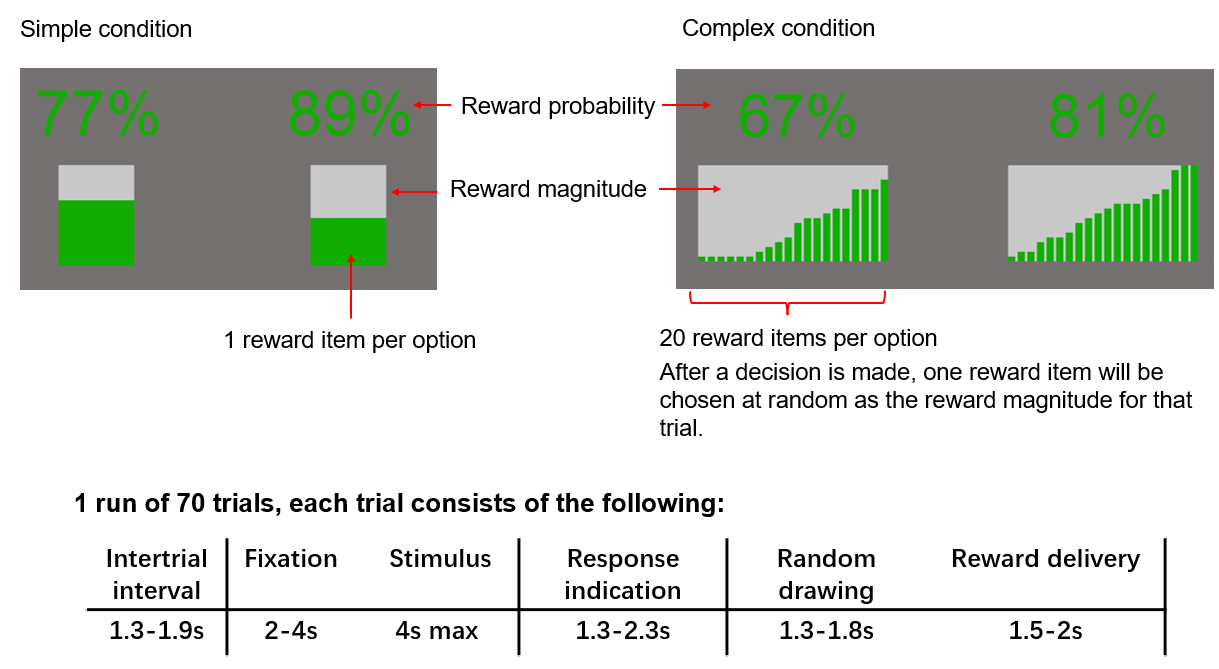 Simple condition
Complex condition
77%
89%
Reward probability
67%
81%
Reward magnitude
1 reward item per option
20 reward items per option
After a decision is made, one reward item will be
chosen at random as the reward magnitude for that
trial.
1 run of 70 trials, each trial consists of the following:
Intertrial interval Fixation Stimulus Response indication Random drawing Reward delivery
1.3-1.9s 2-4s 4s max 1.3-2.3s 1.3-1.8s 1.5-2s